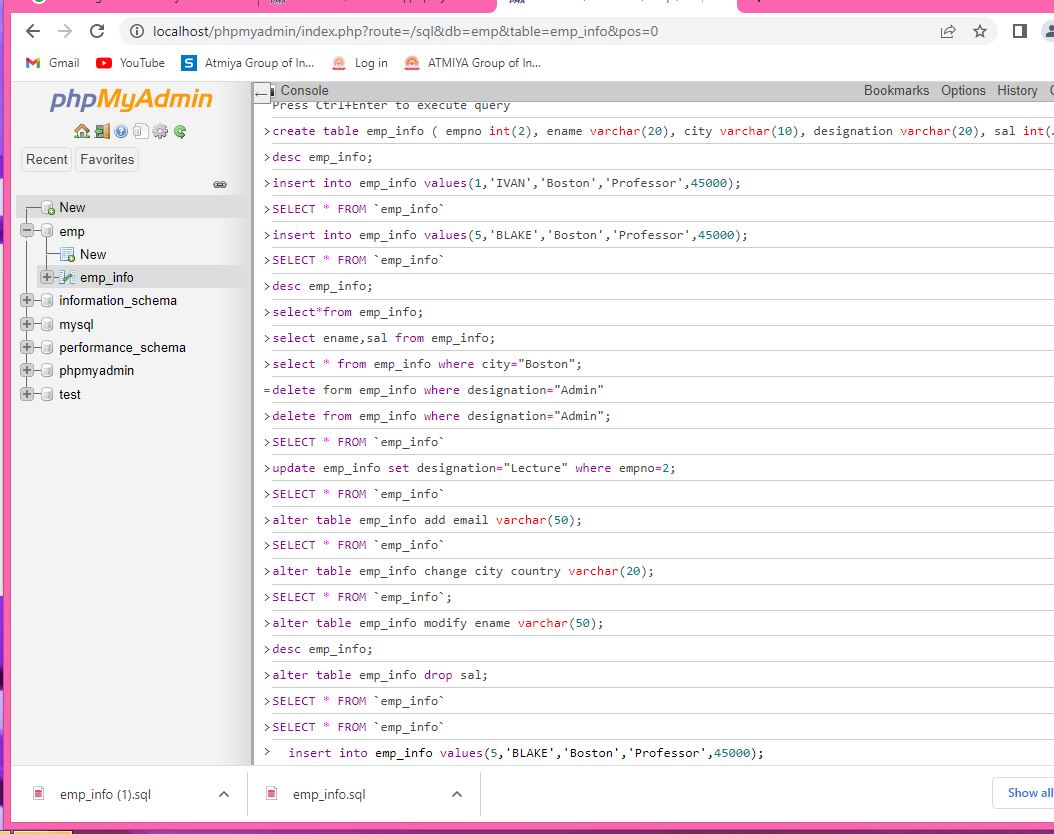 localhost/phpmyadmin/index.php?route=/sql&db=emp&table=emp_info&pos=0
Gmail YouTube Atmiya Group of In... Log in ATMIYA Group of In...
phpMyAdmin
Recent Favorites
New
emp
New
emp_info
information_schema
mysql
performance_schema
phpmyadmin
test
Console Bookmarks Options History
Press Ctrl+Enter to execute query
>create table emp_info ( empno int(2), ename varchar(20), city varchar(10), designation varchar(20), sal int(
>desc emp_info;
>insert into emp_info values(1,'IVAN','Boston','Professor',45000);
>SELECT * FROM `emp_info`
>insert into emp_info values(5,'BLAKE','Boston','Professor',45000);
>SELECT * FROM `emp_info`
>desc emp_info;
>select*from emp_info;
>select ename,sal from emp_info;
>select * from emp_info where city="Boston";
=delete form emp_info where designation="Admin"
>delete from emp_info where designation="Admin";
>SELECT * FROM `emp_info`
>update emp_info set designation="Lecture" where empno=2;
>SELECT * FROM `emp_info`
>alter table emp_info add email varchar(50);
>SELECT * FROM `emp_info`
>alter table emp_info change city country varchar(20);
>SELECT * FROM `emp_info`;
>alter table emp_info modify ename varchar(50);
>desc emp_info;
>alter table emp_info drop sal;
>SELECT * FROM `emp_info`
>SELECT * FROM `emp_info`
> insert into emp_info values(5,'BLAKE','Boston','Professor',45000);
emp_info (1).sql emp_info.sql Show all